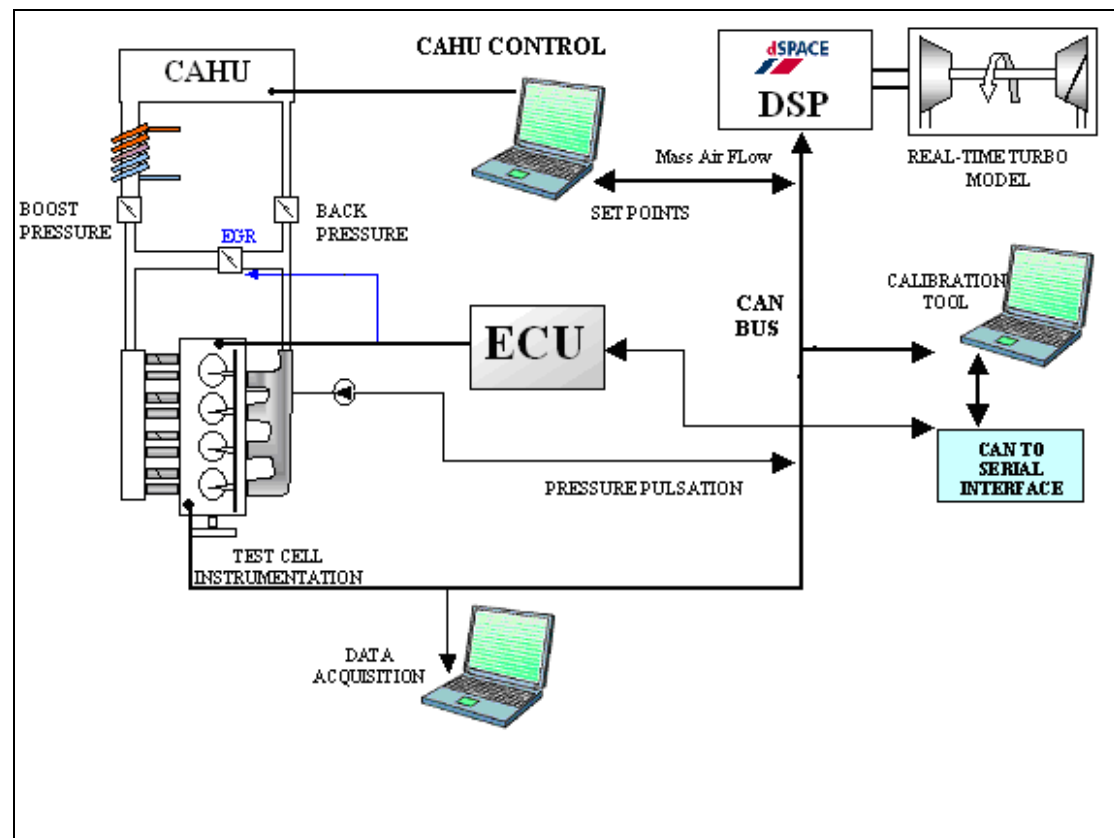 CAHU
CAHU CONTROL
dSPACE
DSP
Mass Air Flow
REAL-TIME TURBO
MODEL
BOOST
PRESSURE
BACK
PRESSURE
SET POINTS
EGR
CALIBRATION
TOOL
CAN
BUS
ECU
CAN TO
SERIAL
INTERFACE
PRESSURE PULSATION
TEST CELL
INSTRUMENTATION
DATA
ACQUISITION